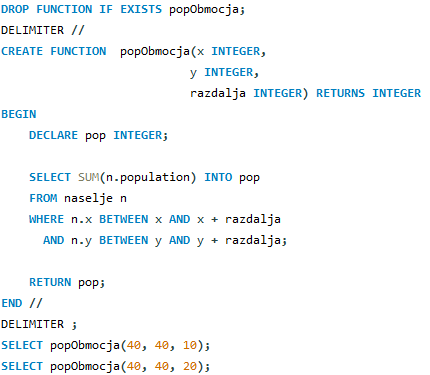 DROP FUNCTION IF EXISTS popObmocja;
DELIMITER //
CREATE FUNCTION  popObmocja(x INTEGER,
                            y INTEGER,
                            razdalja INTEGER) RETURNS INTEGER
BEGIN
    DECLARE pop INTEGER;

    SELECT SUM(n.population) INTO pop
    FROM naselje n
    WHERE n.x BETWEEN x AND x + razdalja
      AND n.y BETWEEN y AND y + razdalja;

    RETURN pop;
END //
DELIMITER ;
SELECT popObmocja(40, 40, 10);
SELECT popObmocja(40, 40, 20);